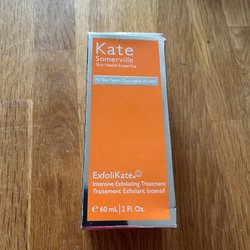 Kate
Somerville
Skin Health Experts
All Skin Types / Tous types de peau
ExfoliKate
Intensive Exfoliating Treatment
Traitement Exfoliant Intensif
e 60 mL | 2 Fl. Oz.